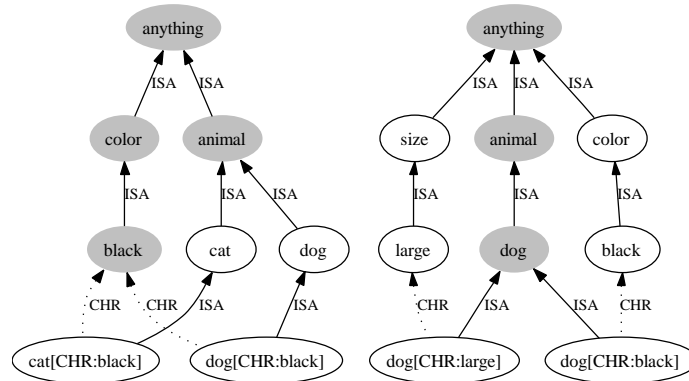 anything anything
ISA ISA ISA ISA ISA
color animal size animal color
ISA ISA ISA ISA ISA ISA
black cat dog large dog black
CHR CHR ISA ISA CHR ISA ISA CHR
cat[CHR:black] dog[CHR:black] dog[CHR:large] dog[CHR:black]